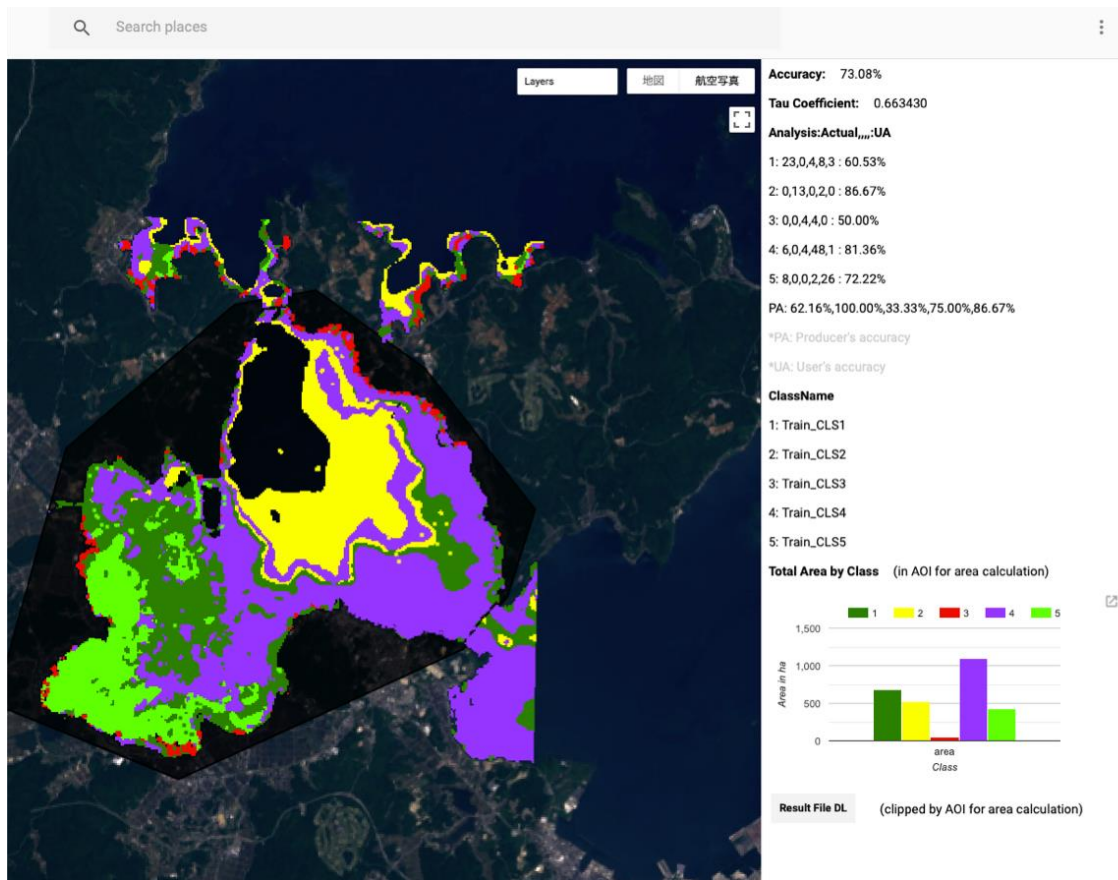 Search places
Layers
地図
航空写真
Accuracy: 73.08%
Tau Coefficient: 0.663430
Analysis:Actual,,,,:UA
1: 23,0,4,8,3 : 60.53%
2: 0,13,0,2,0 : 86.67%
3: 0,0,4,4,0 : 50.00%
4: 6,0,4,48,1 : 81.36%
5: 8,0,0,2,26 : 72.22%
PA: 62.16%,100.00%,33.33%,75.00%,86.67%
*PA: Producer's accuracy
*UA: User's accuracy
ClassName
1: Train_CLS1
2: Train_CLS2
3: Train_CLS3
4: Train_CLS4
5: Train_CLS5
Total Area by Class (in AOI for area calculation)
1 2 3 4 5
1,500
1,000
500
0
Area in ha
area
Class
Result File DL (clipped by AOI for area calculation)